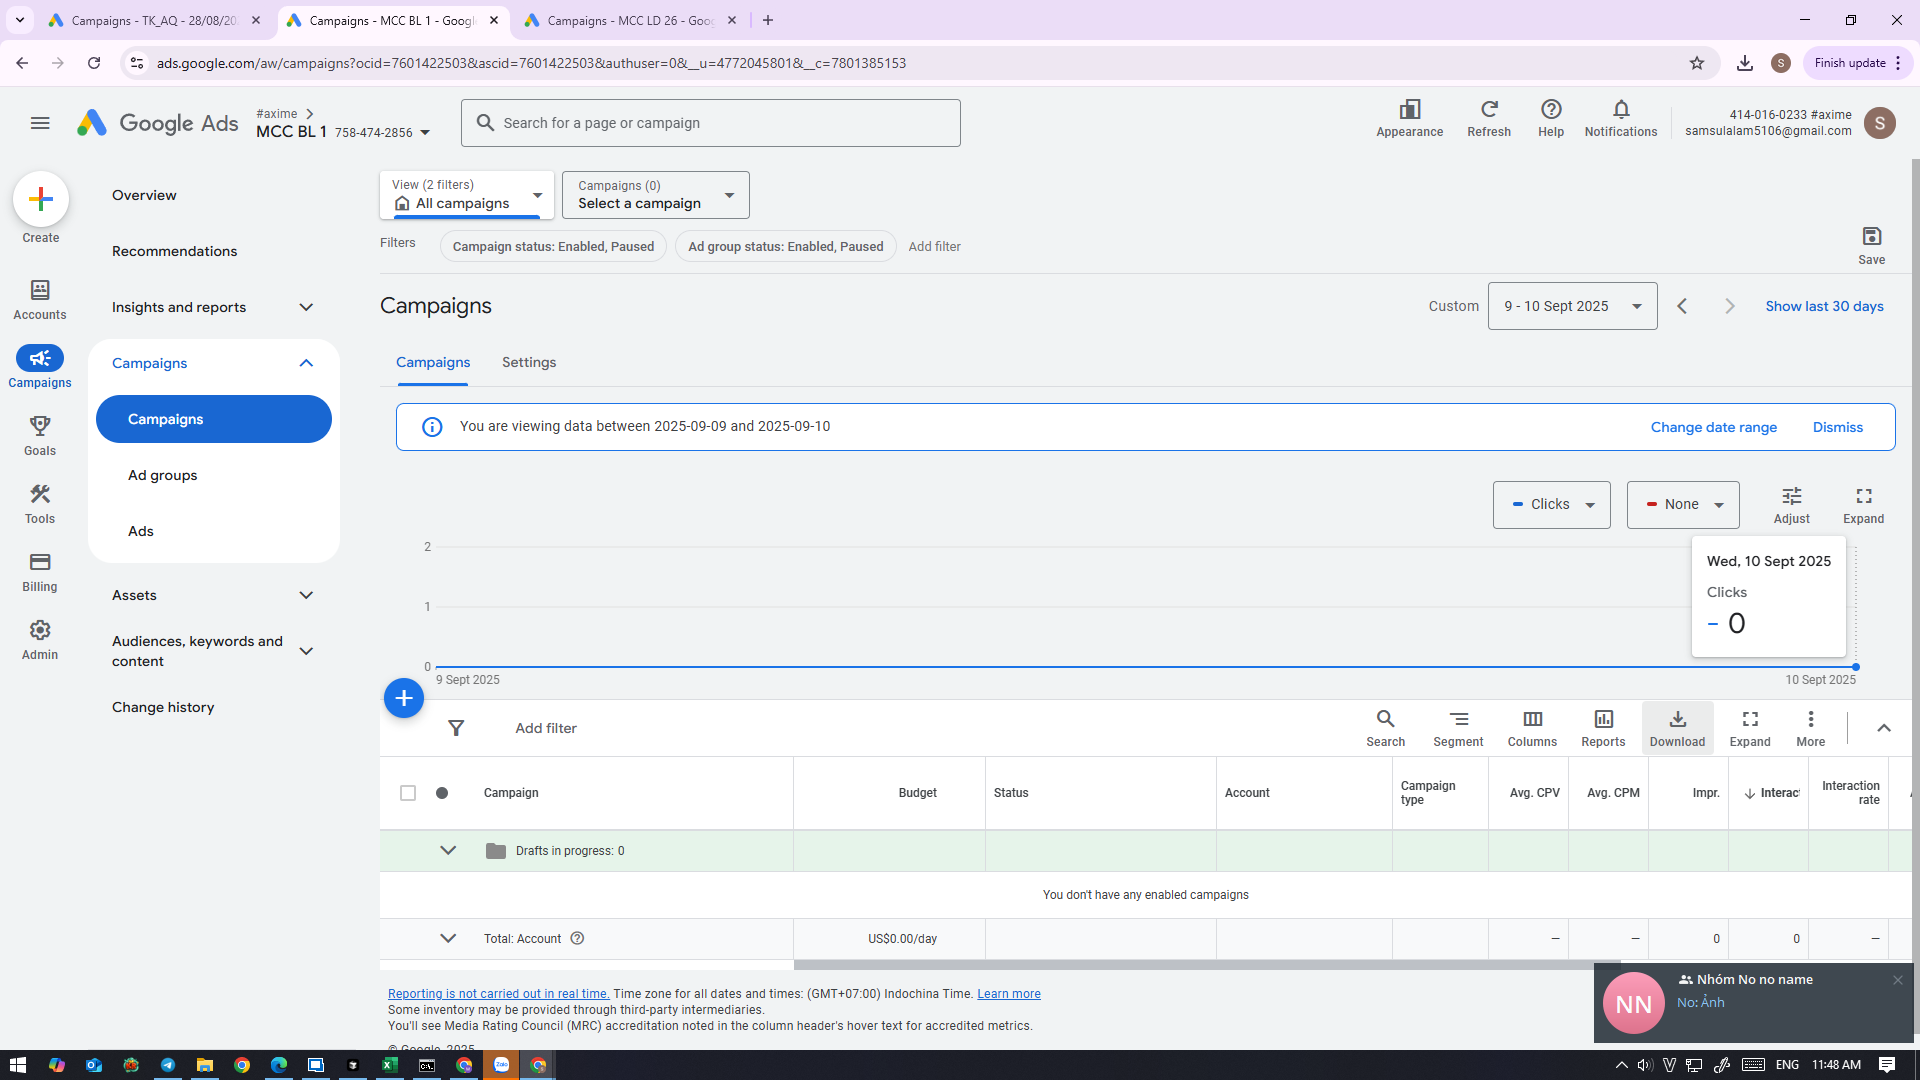 Campaigns - TK_AQ - 28/08/20
Campaigns - MCC BL 1 - Google
Campaigns - MCC LD 26 - Goo
ads.google.com/aw/campaigns?ocid=7601422503&ascid=7601422503&authuser=0&__u=4772045801&__c=7801385153
S
Finish update
Google Ads
#axime
MCC BL 1 758-474-2856
Search for a page or campaign
Appearance
Refresh
Help
Notifications
414-016-0233 #axime
samsulalam5106@gmail.com
S
Create
Accounts
Campaigns
Goals
Tools
Billing
Admin
Overview
Recommendations
Insights and reports
Campaigns
Campaigns
Ad groups
Ads
Assets
Audiences, keywords and
content
Change history
View (2 filters)
All campaigns
Campaigns (0)
Select a campaign
Filters
Campaign status: Enabled, Paused
Ad group status: Enabled, Paused
Add filter
Save
Campaigns
Custom
9 - 10 Sept 2025
Show last 30 days
Campaigns
Settings
You are viewing data between 2025-09-09 and 2025-09-10
Change date range
Dismiss
Clicks
None
Adjust
Expand
2
1
0
9 Sept 2025
10 Sept 2025
Wed, 10 Sept 2025
Clicks
0
Add filter
Search
Segment
Columns
Reports
Download
Expand
More
Campaign
Budget
Status
Account
Campaign
type
Avg. CPV
Avg. CPM
Impr.
Interact
Interaction
rate
Drafts in progress: 0
You don't have any enabled campaigns
Total: Account
US$0.00/day
—
—
0
0
—
Reporting is not carried out in real time. Time zone for all dates and times: (GMT+07:00) Indochina Time. Learn more
Some inventory may be provided through third-party intermediaries.
You'll see Media Rating Council (MRC) accreditation noted in the column header's hover text for accredited metrics.
© Google, 2025
NN
Nhóm No no name
No: Ảnh
Zalo
ENG
11:48 AM